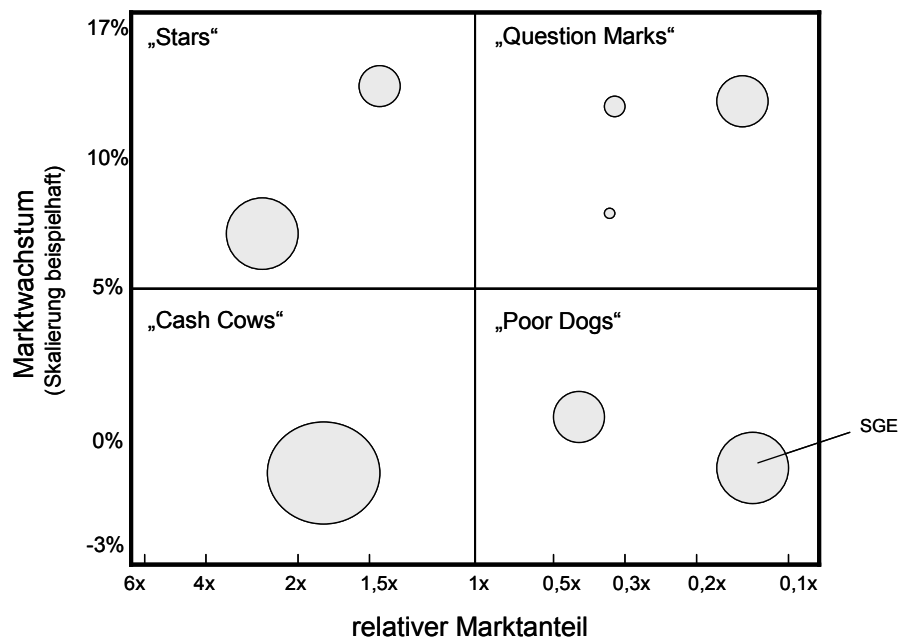 17%
„Stars“
„Question Marks“
10%
Marktwachstum
(Skalierung beispielhaft)
5%
„Cash Cows“
„Poor Dogs“
SGE
0%
-3%
6x 4x 2x 1,5x 1x 0,5x 0,3x 0,2x 0,1x
relativer Marktanteil